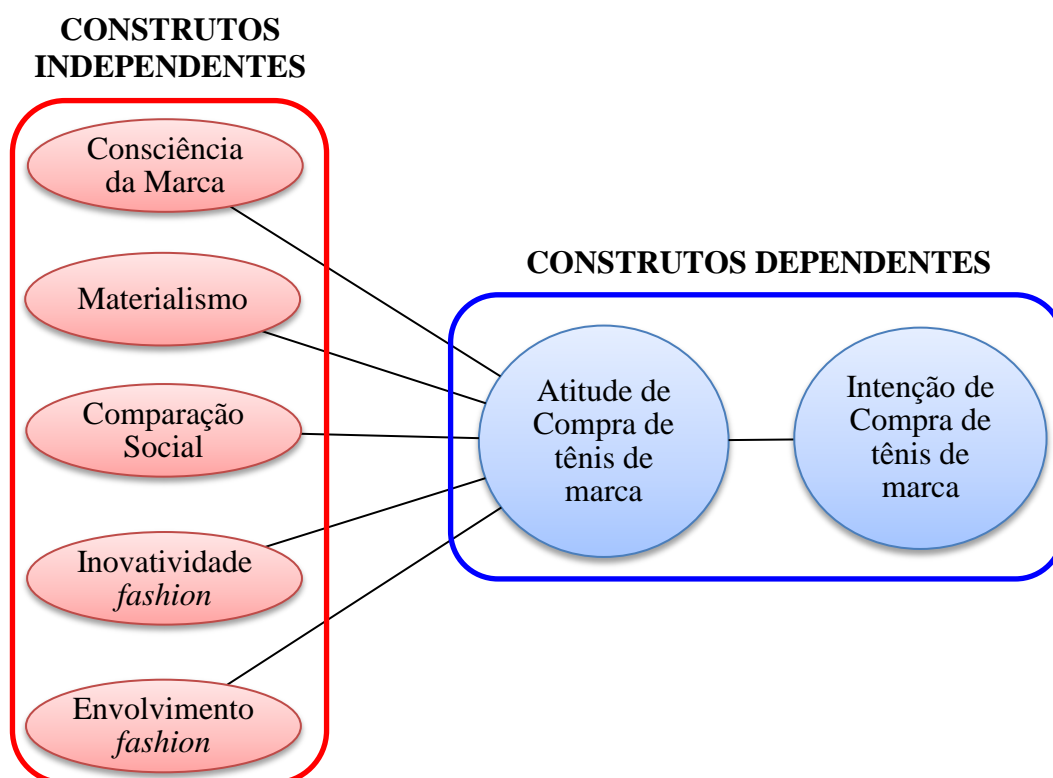 CONSTRUTOS
INDEPENDENTES
Consciência
da Marca
Materialismo
Comparação
Social
Inovatividade
fashion
Envolvimento
fashion
CONSTRUTOS DEPENDENTES
Atitude de
Compra de
tênis de
marca
Intenção de
Compra de
tênis de
marca